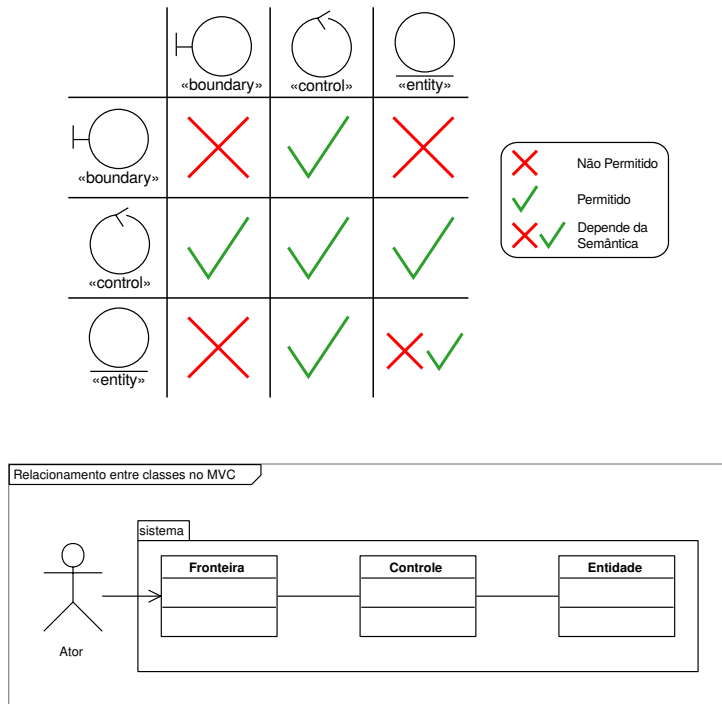 «boundary»
«control»
«entity»
«boundary»
«control»
«entity»
Não Permitido
Permitido
Depende da
Semântica
Relacionamento entre classes no MVC
sistema
Fronteira
Controle
Entidade
Ator